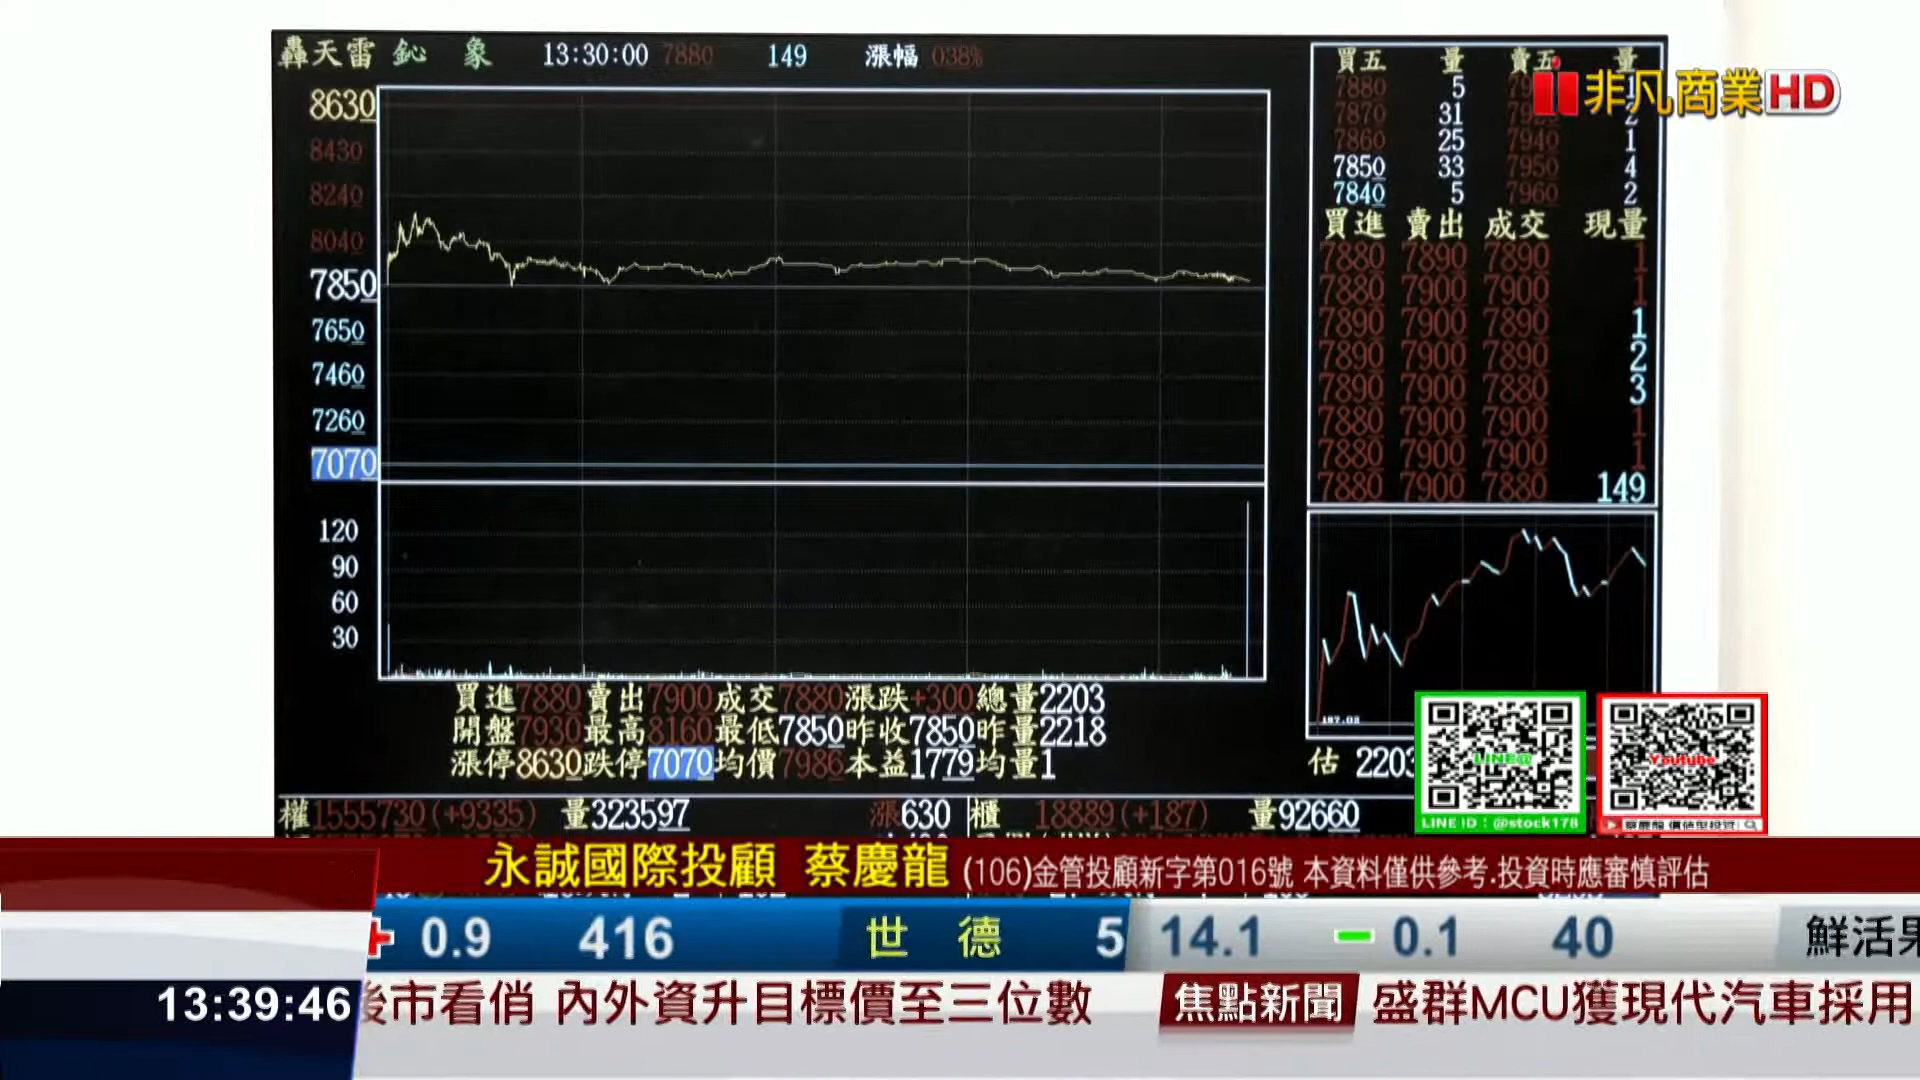 轟天雷 鈊 象 13:30:00 7880 149 漲幅 038%
買五 量 賣五 量
7880 5
7870 31
7860 25 7940 1
7850 33 7950 4
7840 5 7960 2
非凡商業HD
8630
8430
8240
8040
7850
7650
7460
7260
7070
120
90
60
30
買進 賣出 成交 現量
7880 7890 7890 1
7880 7900 7900 1
7890 7900 7890 1
7890 7900 7890 2
7890 7900 7880 3
7880 7900 7900 1
7880 7900 7900 1
7880 7900 7880 149
買進7880賣出7900成交7880漲跌+300總量2203
開盤7930最高8160最低7850昨收7850昨量2218
漲停8630跌停7070均價7986本益1779均量1
估 2203
權1555730(+9335) 量323597 漲630 櫃 18889(+187) 量92660
LINE@
LINE ID：@stock178
Youtube
永誠國際投顧 蔡慶龍 (106)金管投顧新字第016號 本資料僅供參考.投資時應審慎評估
0.9 416 世 德 5 14.1 0.1 40 鮮活果
13:39:46
後市看俏 內外資升目標價至三位數 焦點新聞 盛群MCU獲現代汽車採用